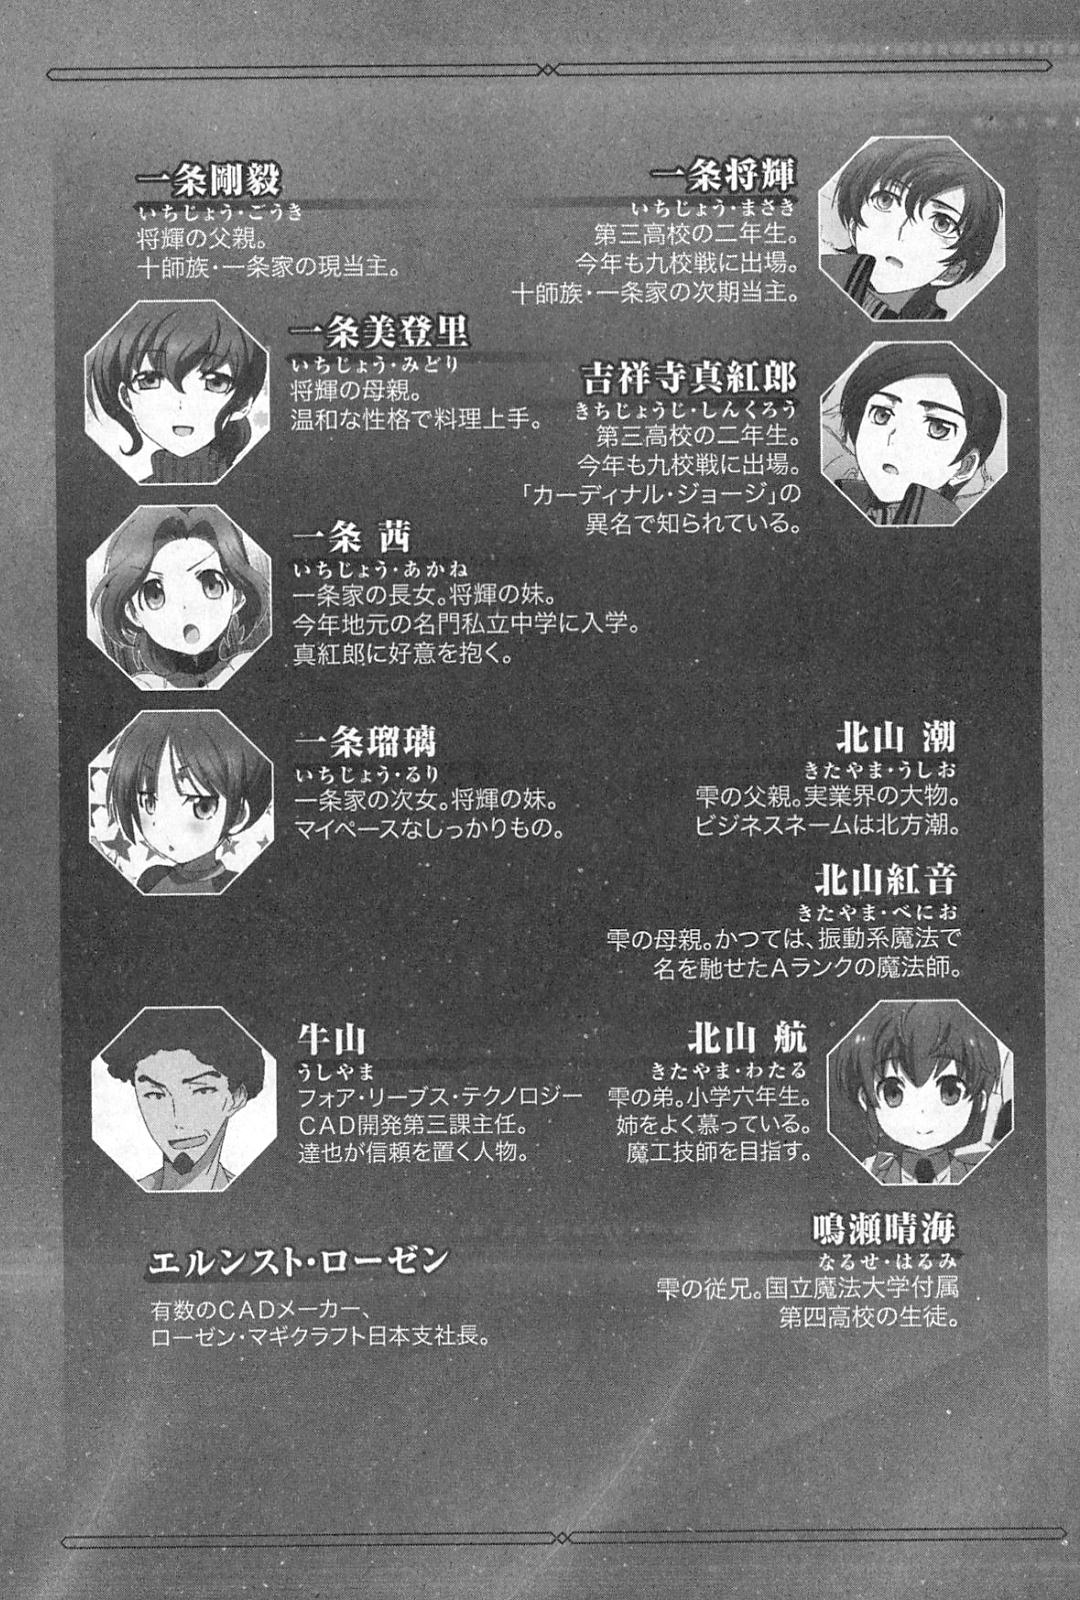 一条将輝
いちじょう・まさき
第三高校の二年生。
今年も九校戦に出場。
十師族・一条家の次期当主。
吉祥寺真紅郎
きちじょうじ・しんくろう
第三高校の二年生。
今年も九校戦に出場。
「カーディナル・ジョージ」の
異名で知られている。
一条剛毅
いちじょう・ごうき
将輝の父親。
十師族・一条家の現当主。
一条美登里
いちじょう・みどり
将輝の母親。
温和な性格で料理上手。
一条 茜
いちじょう・あかね
一条家の長女。将輝の妹。
今年地元の名門私立中学に入学。
真紅郎に好意を抱く。
一条瑠璃
いちじょう・るり
一条家の次女。将輝の妹。
マイペースなしっかりもの。
北山 潮
きたやま・うしお
雫の父親。実業界の大物。
ビジネスネームは北方潮。
北山紅音
きたやま・べにお
雫の母親。かつては、振動系魔法で
名を馳せたAランクの魔法師。
北山 航
きたやま・わたる
雫の弟。小学六年生。
姉をよく慕っている。
魔工技師を目指す。
鳴瀬晴海
なるせ・はるみ
雫の従兄。国立魔法大学付属
第四高校の生徒。
牛山
うしやま
フォア・リーブス・テクノロジー
CAD開発第三課主任。
達也が信頼を置く人物。
エルンスト・ローゼン
有数のCADメーカー、
ローゼン・マギクラフト日本支社長。